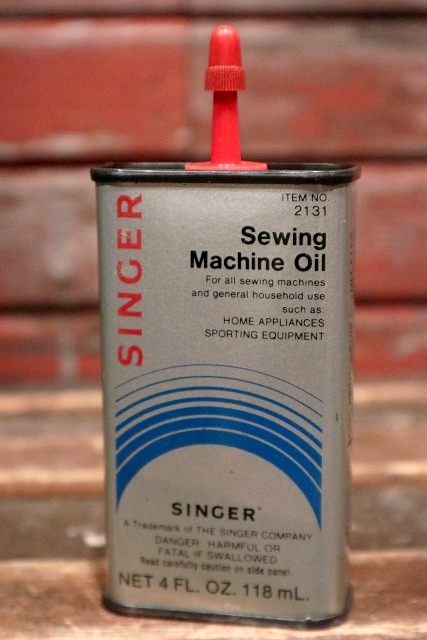 SINGER
ITEM NO.
2131
Sewing
Machine Oil
For all sewing machines
and general household use
such as:
HOME APPLIANCES
SPORTING EQUIPMENT
SINGER*
A Trademark of THE SINGER COMPANY
DANGER: HARMFUL OR
FATAL IF SWALLOWED
Read carefully caution on side panel.
NET 4 FL. OZ. 118 mL.